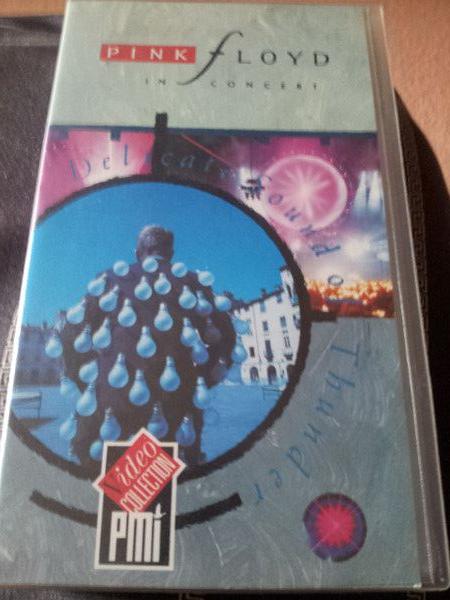 PINK fLOYD
IN CONCERT
Delicate Sound of Thunder
Video
COLLECTION
PMi